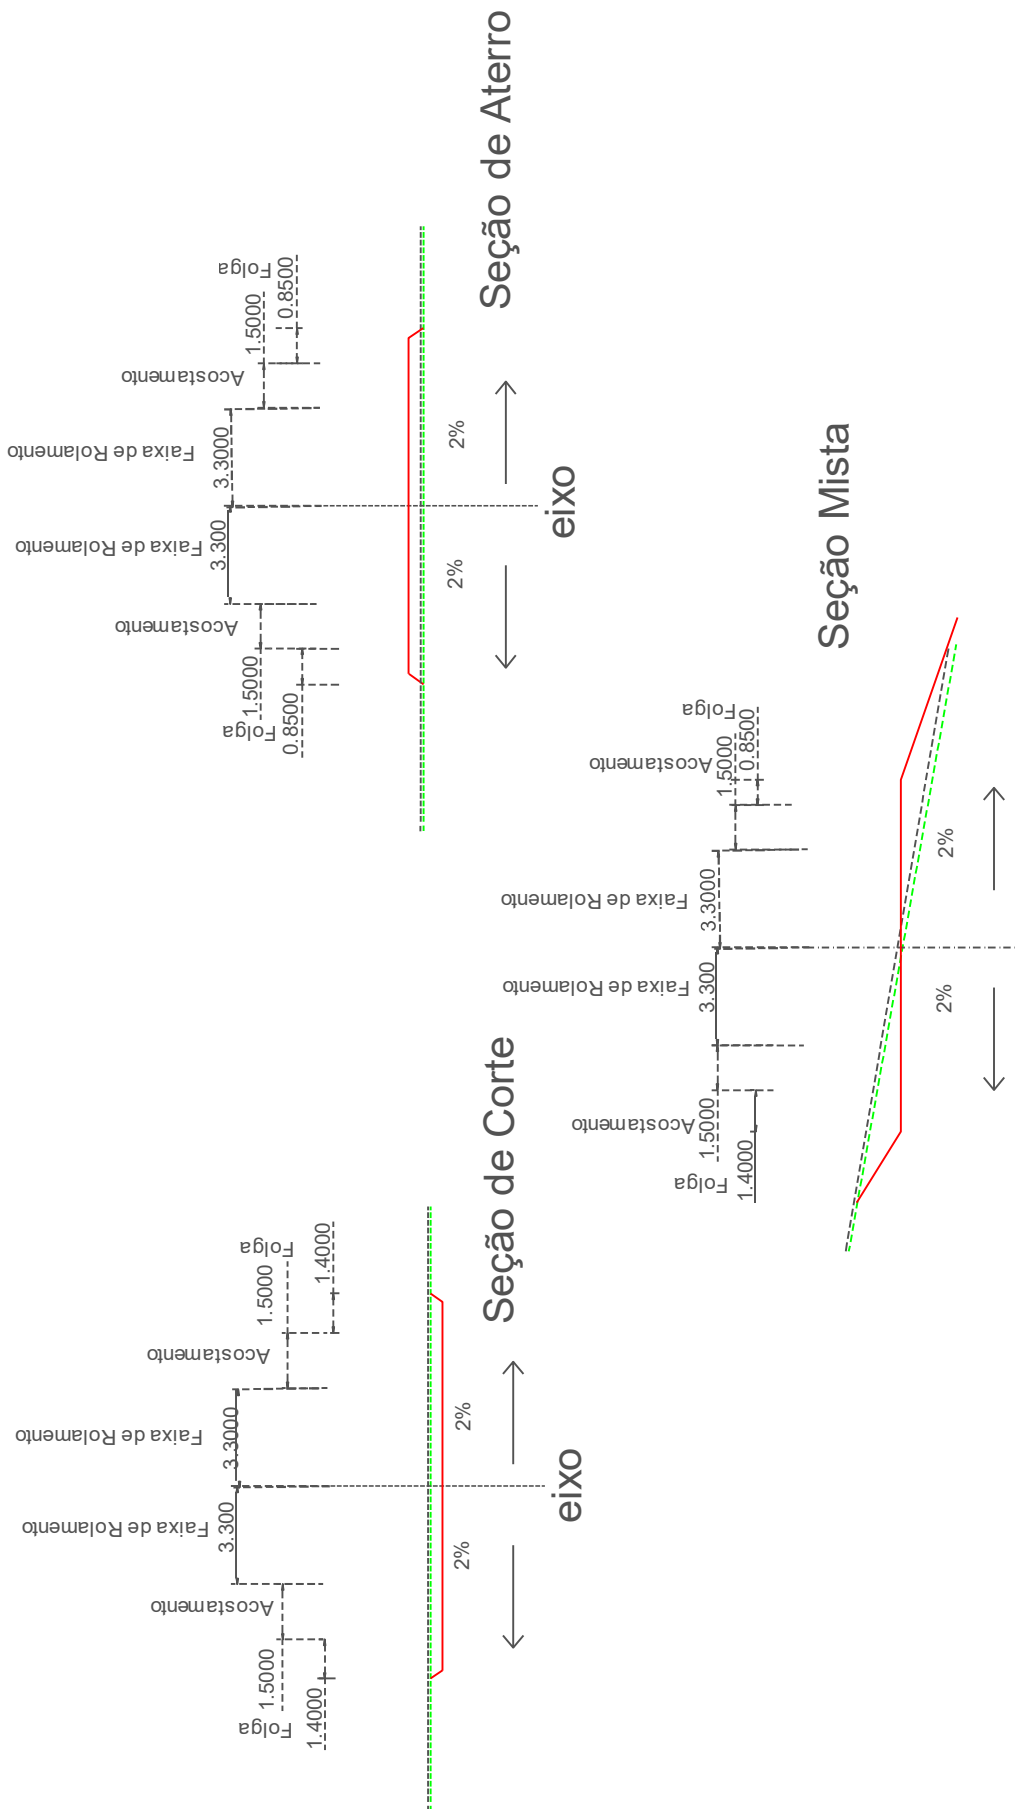 Seção de Corte
Folga
1.4000
1.5000
Acostamento
Faixa de Rolamento
3.300
Faixa de Rolamento
3.3000
Acostamento
1.5000
Folga
1.4000
2%
2%
eixo
Seção de Aterro
Folga
0.8500
1.5000
Acostamento
Faixa de Rolamento
3.300
Faixa de Rolamento
3.3000
Acostamento
1.5000
Folga
0.8500
2%
2%
eixo
Seção Mista
Folga
1.4000
1.5000
Acostamento
Faixa de Rolamento
3.300
Faixa de Rolamento
3.3000
Acostamento
1.5000
Folga
0.8500
2%
2%